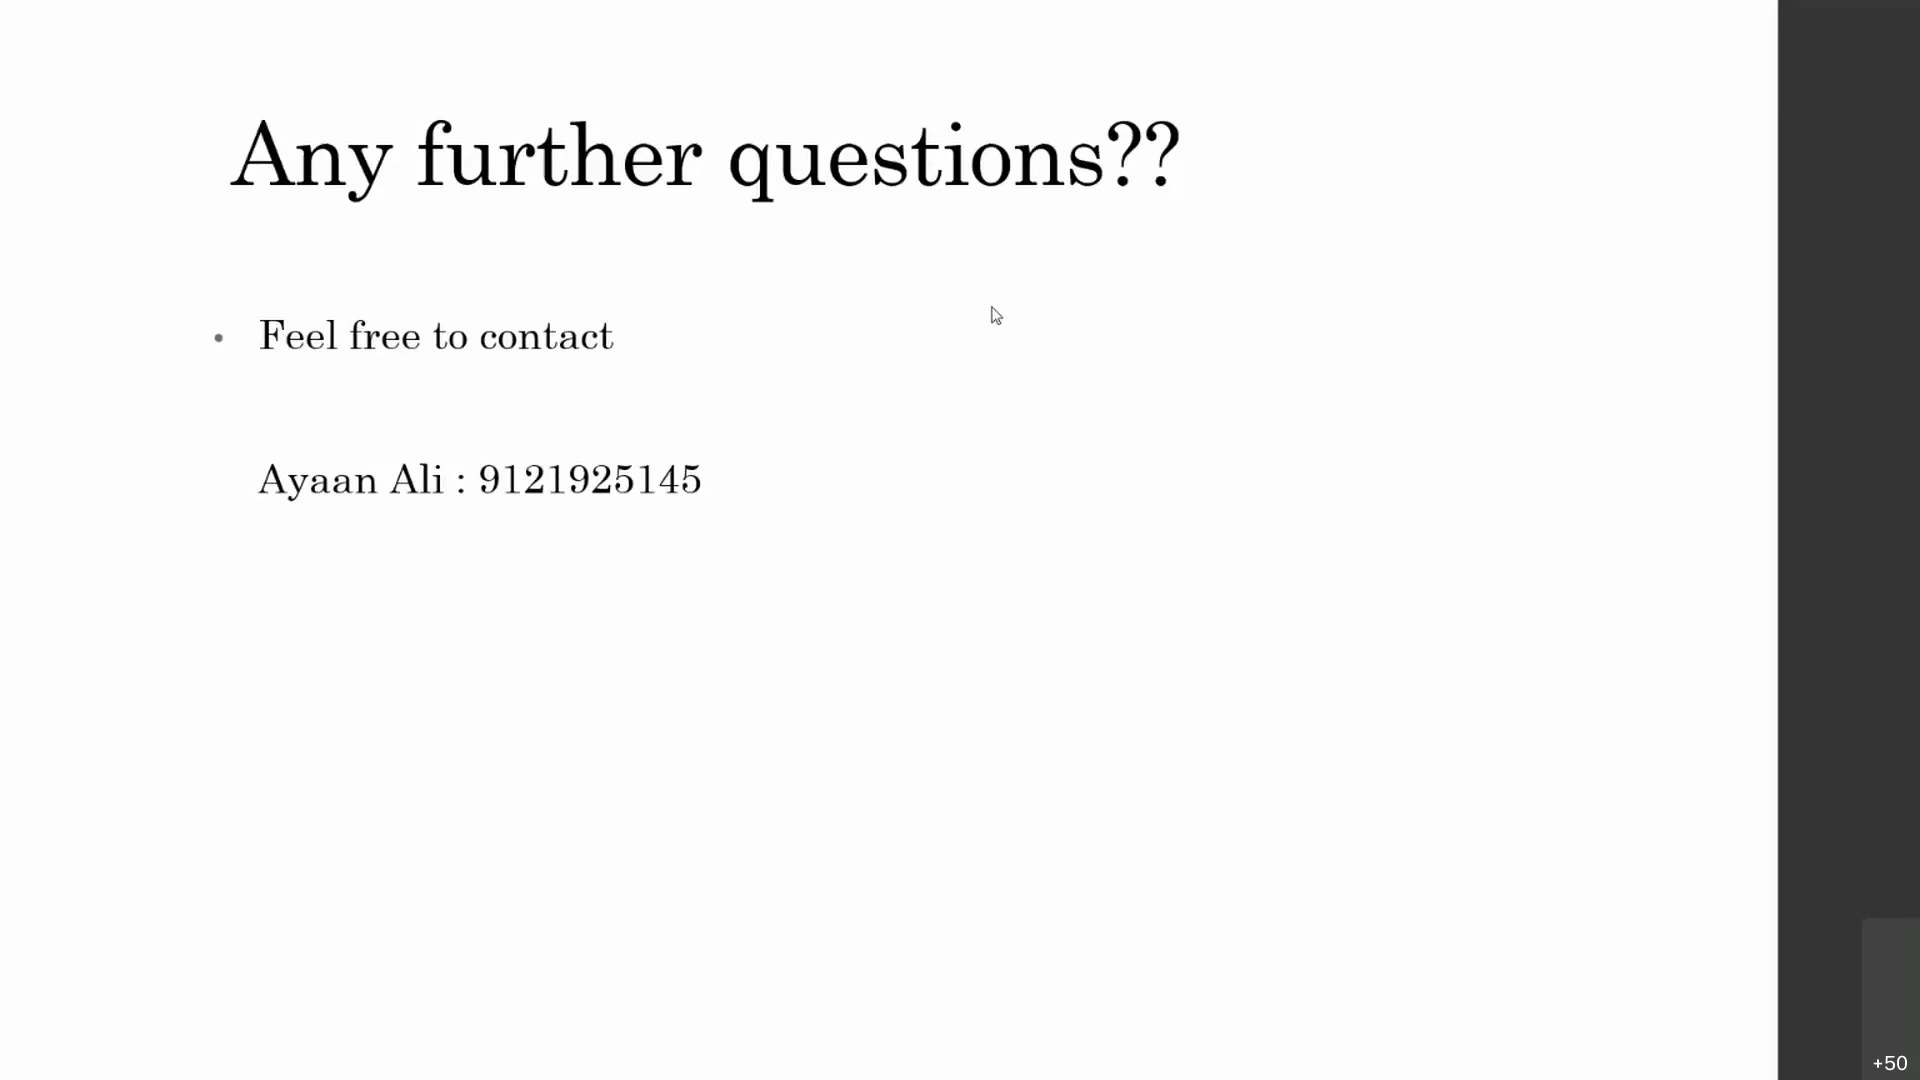 Any further questions??
• Feel free to contact
Ayaan Ali : 9121925145
+50